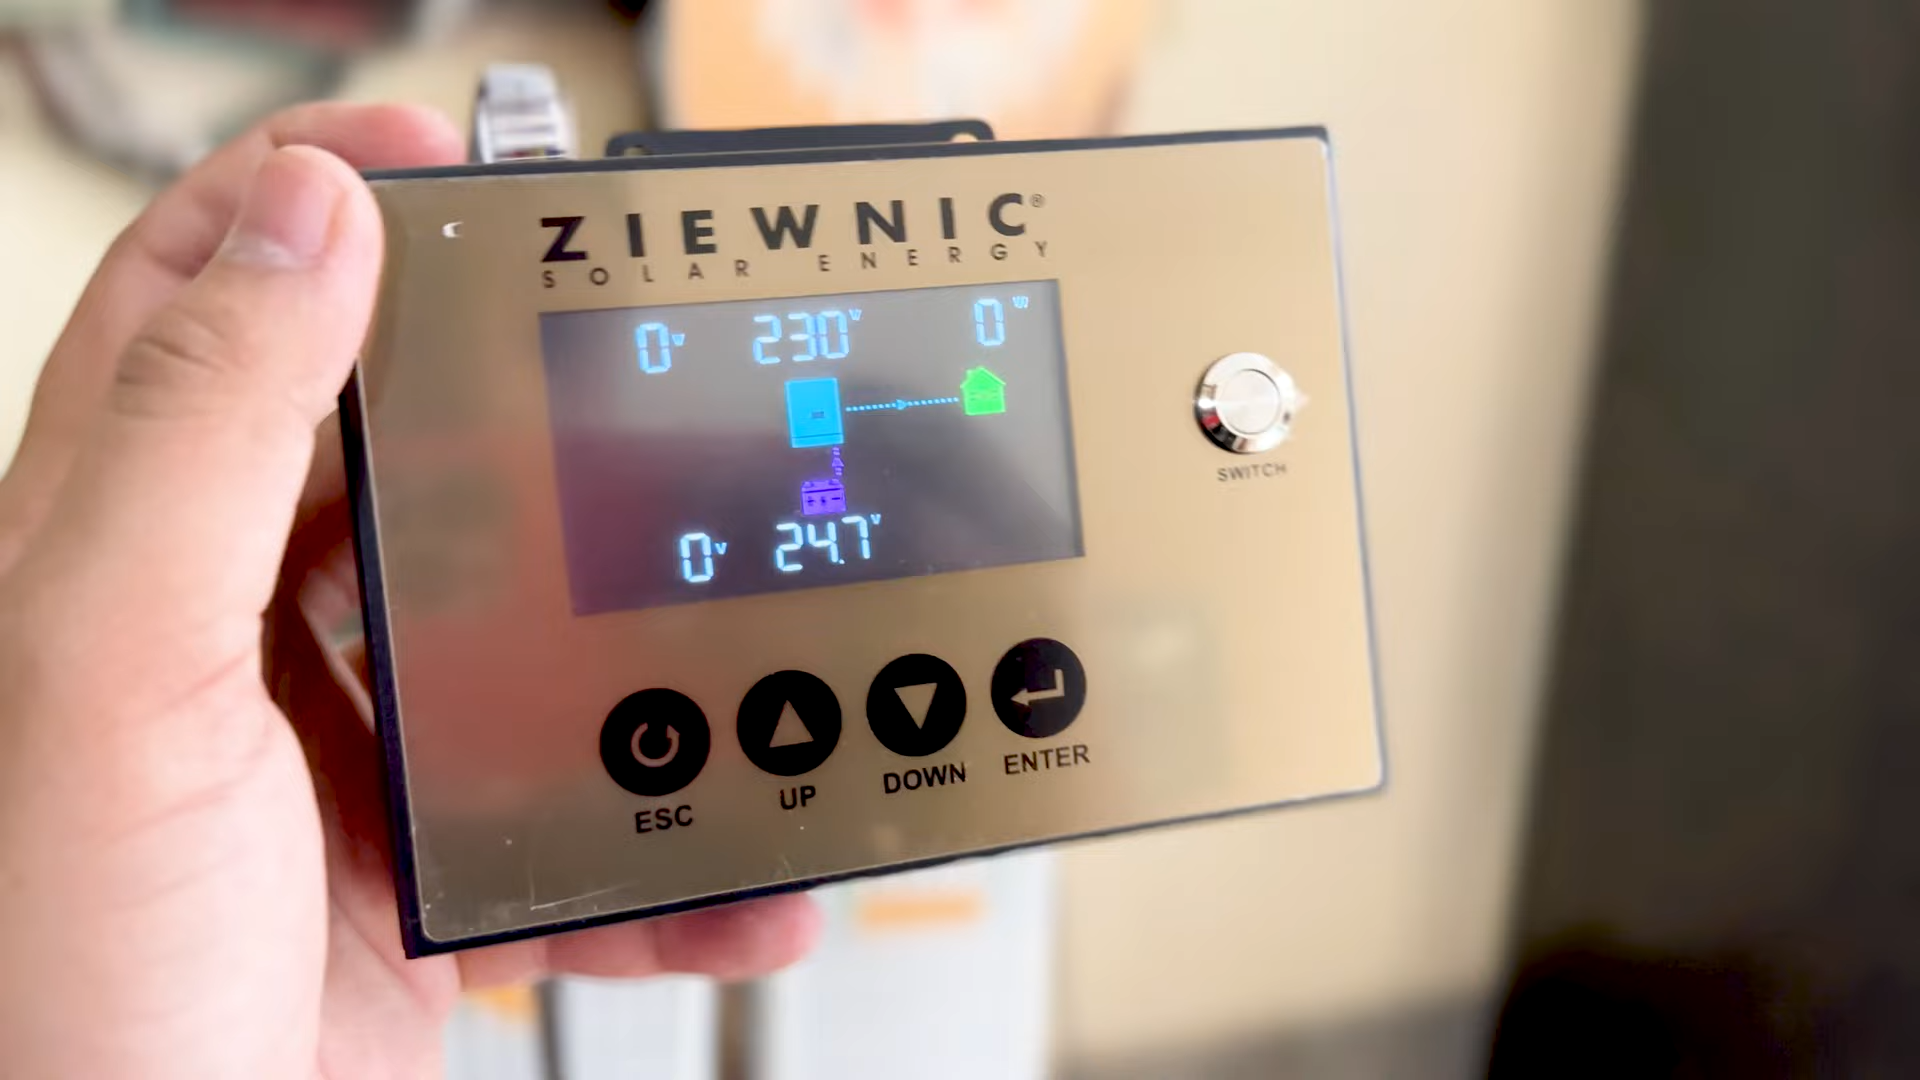 ZIEWNIC®
SOLAR ENERGY
0V 230V 0W
0V 24.7V
SWITCH
ESC UP DOWN ENTER